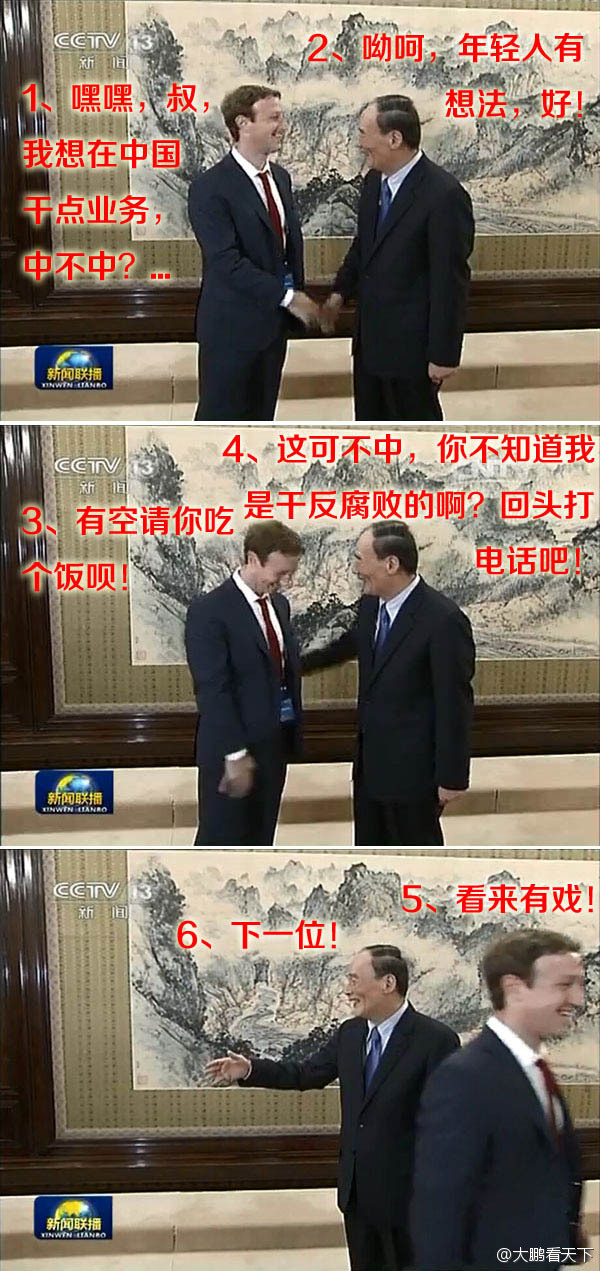 CCTV 13
新闻
2、呦呵，年轻人有
想法，好！
1、嘿嘿，叔，
我想在中国
干点业务，
中不中？...
新闻联播
XINWEN-LIANBO
CCTV 13
新闻
4、这可不中，你不知道我
是干反腐败的啊？回头打
电话吧！
3、有空请你吃
个饭呗！
新闻联播
XINWEN-LIANBO
CCTV 13
新闻
5、看来有戏！
6、下一位！
新闻联播
XINWEN-LIANBO
@大鹏看天下